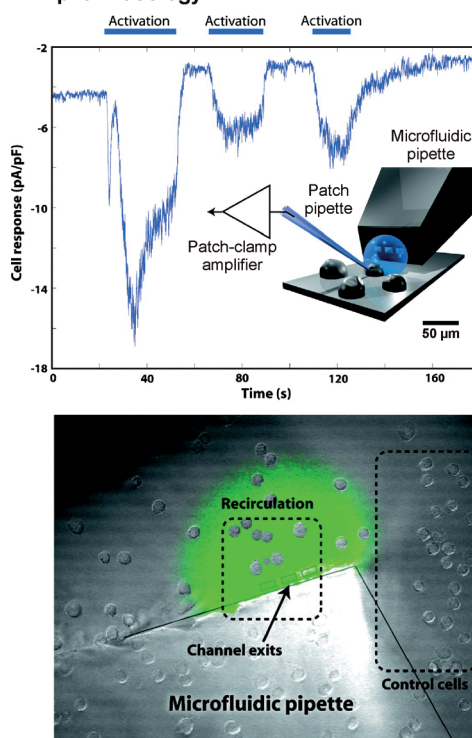 Activation
Activation
Activation
-2
-6
-10
-14
-18
Cell response (pA/pF)
Microfluidic
pipette
Patch
pipette
Patch-clamp
amplifier
50 µm
0
40
80
120
160
Time (s)
Recirculation
Channel exits
Control cells
Microfluidic pipette